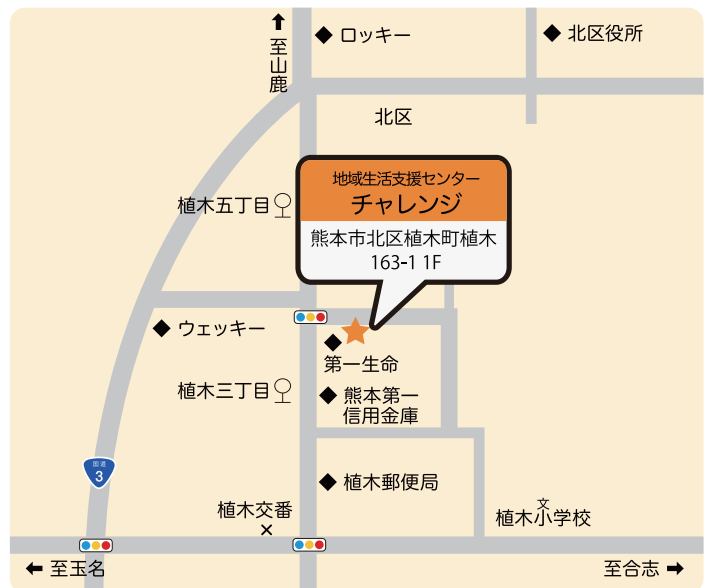 至山鹿
ロッキー
北区役所
北区
植木五丁目
地域生活支援センター
チャレンジ
熊本市北区植木町植木
163-1 1F
ウェッキー
第一生命
植木三丁目
熊本第一
信用金庫
国道
3
植木郵便局
植木交番
文
植木小学校
至玉名
至合志